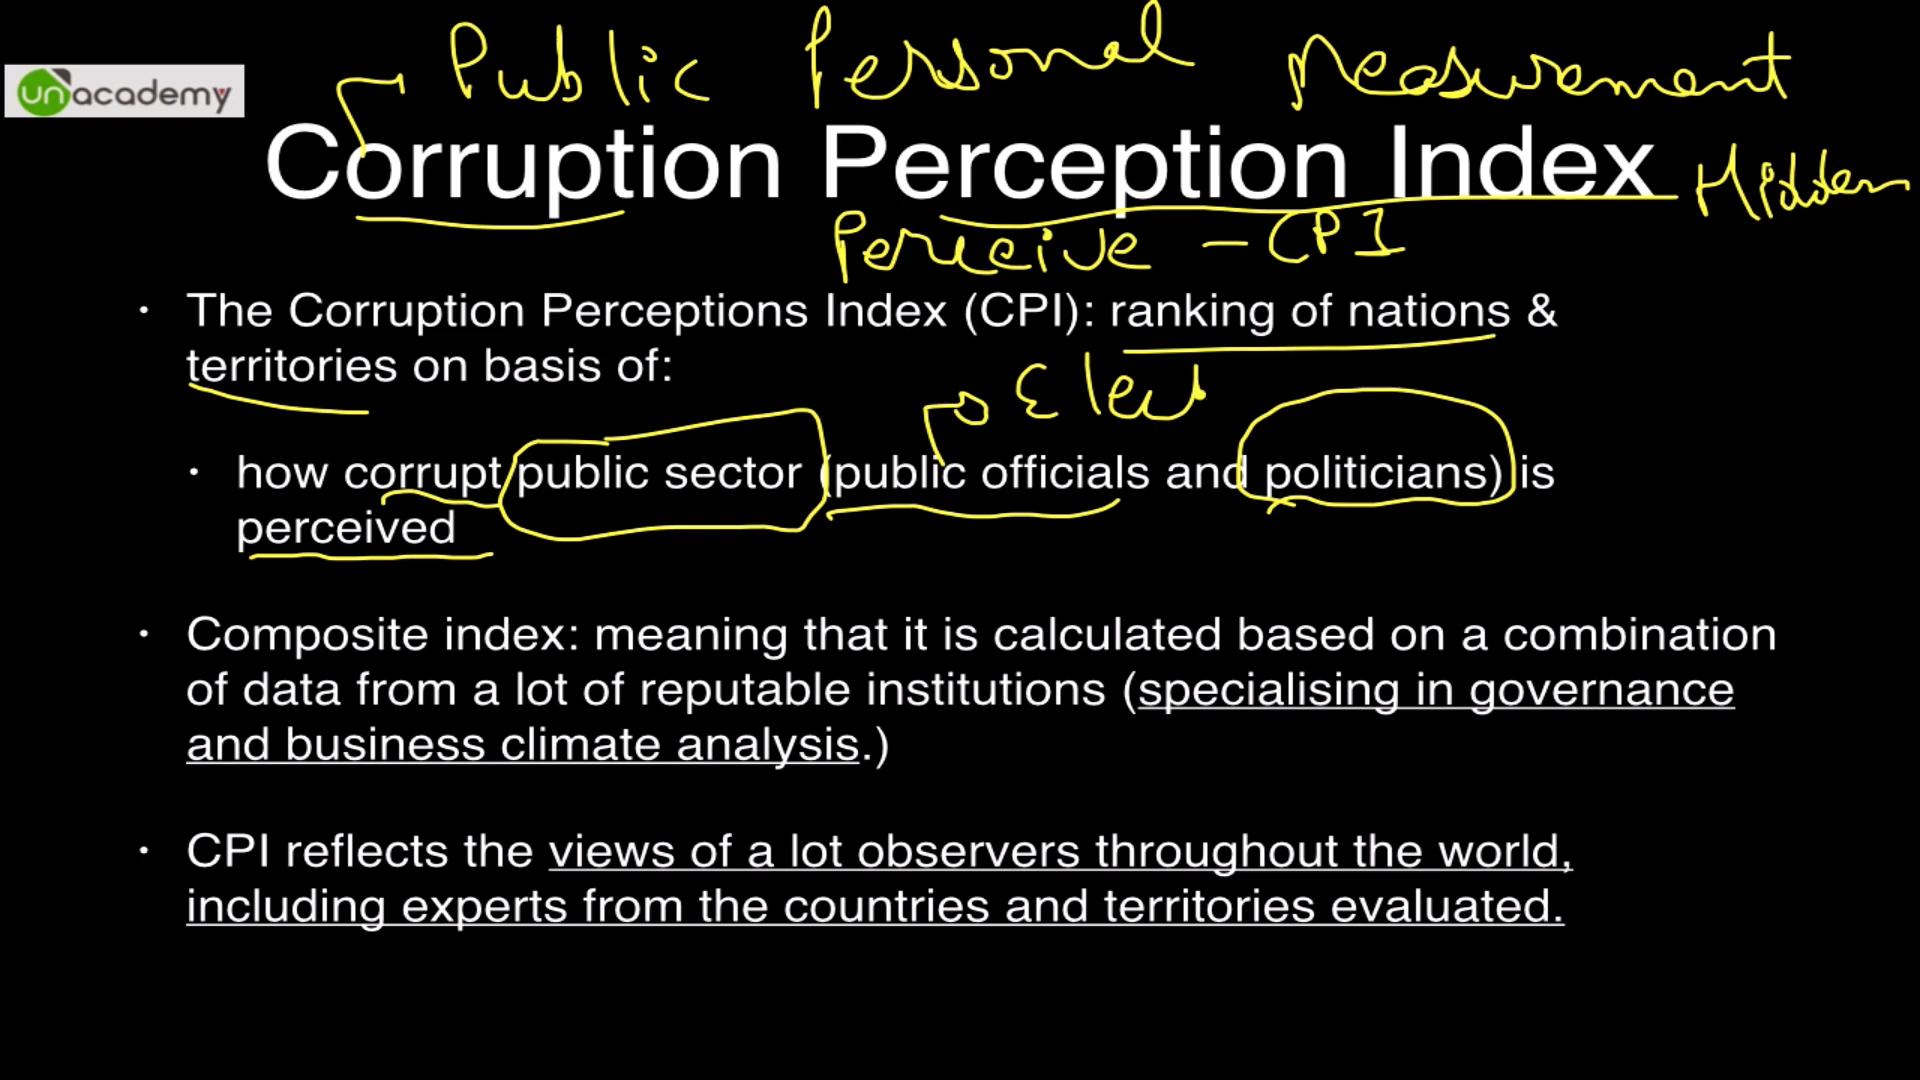 Public Personal Measurement
unacademy
Corruption Perception Index
Hidden
Perceive - CPI
• The Corruption Perceptions Index (CPI): ranking of nations &
territories on basis of:
Elect
• how corrupt public sector (public officials and politicians) is
perceived
• Composite index: meaning that it is calculated based on a combination
of data from a lot of reputable institutions (specialising in governance
and business climate analysis.)
• CPI reflects the views of a lot observers throughout the world,
including experts from the countries and territories evaluated.